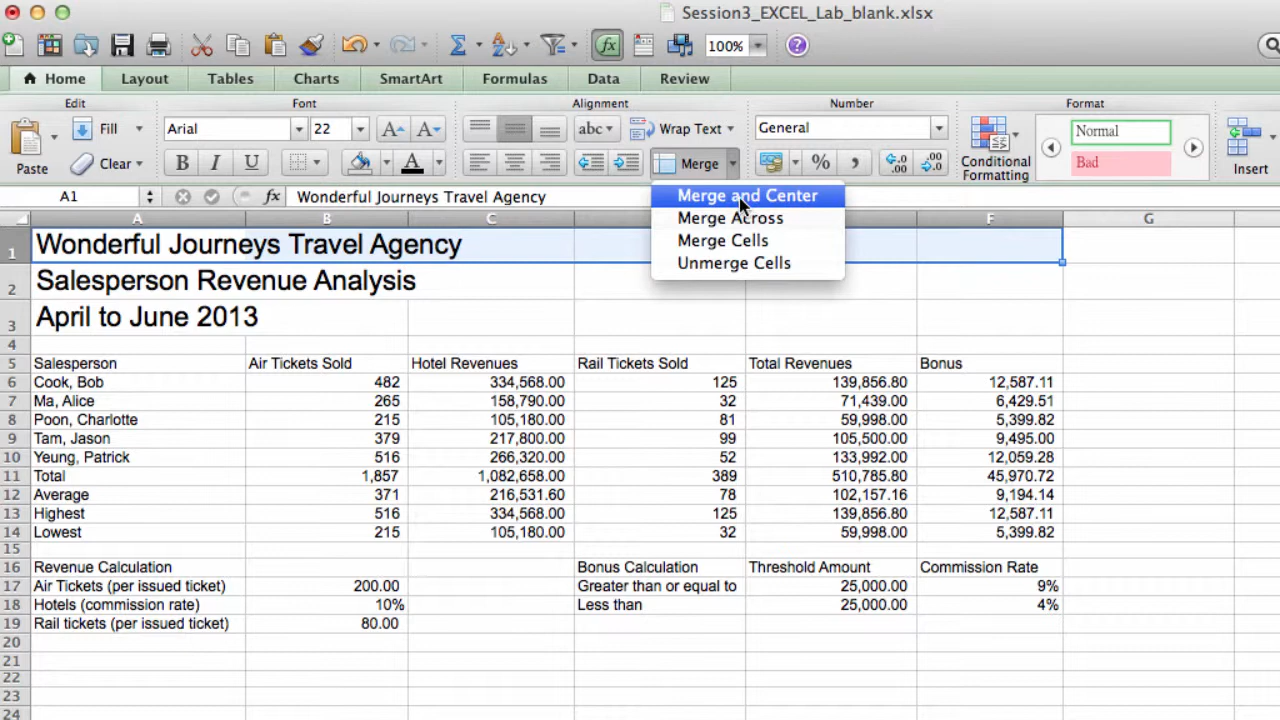 Session3_EXCEL_Lab_blank.xlsx
100% ?
Home Layout Tables Charts SmartArt Formulas Data Review
Edit Font Alignment Number Format
Paste Fill Clear
Arial 22 A A
B I U A
abc Wrap Text
Merge
General
% ,
.0 .00
.00 .0
Conditional Formatting
Normal
Bad
Insert
A1 fx Wonderful Journeys Travel Agency
Merge and Center
Merge Across
Merge Cells
Unmerge Cells
A B C F G
1 Wonderful Journeys Travel Agency
2 Salesperson Revenue Analysis
3 April to June 2013
4
5 Salesperson Air Tickets Sold Hotel Revenues Rail Tickets Sold Total Revenues Bonus
6 Cook, Bob 482 334,568.00 125 139,856.80 12,587.11
7 Ma, Alice 265 158,790.00 32 71,439.00 6,429.51
8 Poon, Charlotte 215 105,180.00 81 59,998.00 5,399.82
9 Tam, Jason 379 217,800.00 99 105,500.00 9,495.00
10 Yeung, Patrick 516 266,320.00 52 133,992.00 12,059.28
11 Total 1,857 1,082,658.00 389 510,785.80 45,970.72
12 Average 371 216,531.60 78 102,157.16 9,194.14
13 Highest 516 334,568.00 125 139,856.80 12,587.11
14 Lowest 215 105,180.00 32 59,998.00 5,399.82
15
16 Revenue Calculation Bonus Calculation Threshold Amount Commission Rate
17 Air Tickets (per issued ticket) 200.00 Greater than or equal to 25,000.00 9%
18 Hotels (commission rate) 10% Less than 25,000.00 4%
19 Rail tickets (per issued ticket) 80.00
20
21
22
23
24